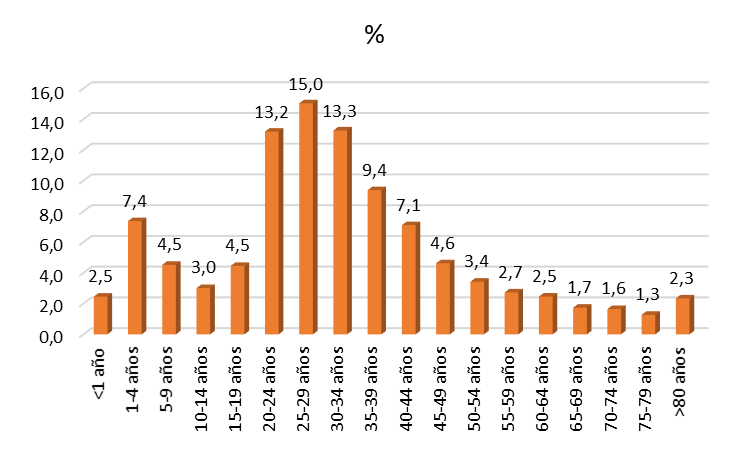 %
16,0
14,0
12,0
10,0
8,0
6,0
4,0
2,0
0,0
2,5
7,4
4,5
3,0
4,5
13,2
15,0
13,3
9,4
7,1
4,6
3,4
2,7
2,5
1,7
1,6
1,3
2,3
<1 año
1-4 años
5-9 años
10-14 años
15-19 años
20-24 años
25-29 años
30-34 años
35-39 años
40-44 años
45-49 años
50-54 años
55-59 años
60-64 años
65-69 años
70-74 años
75-79 años
>80 años